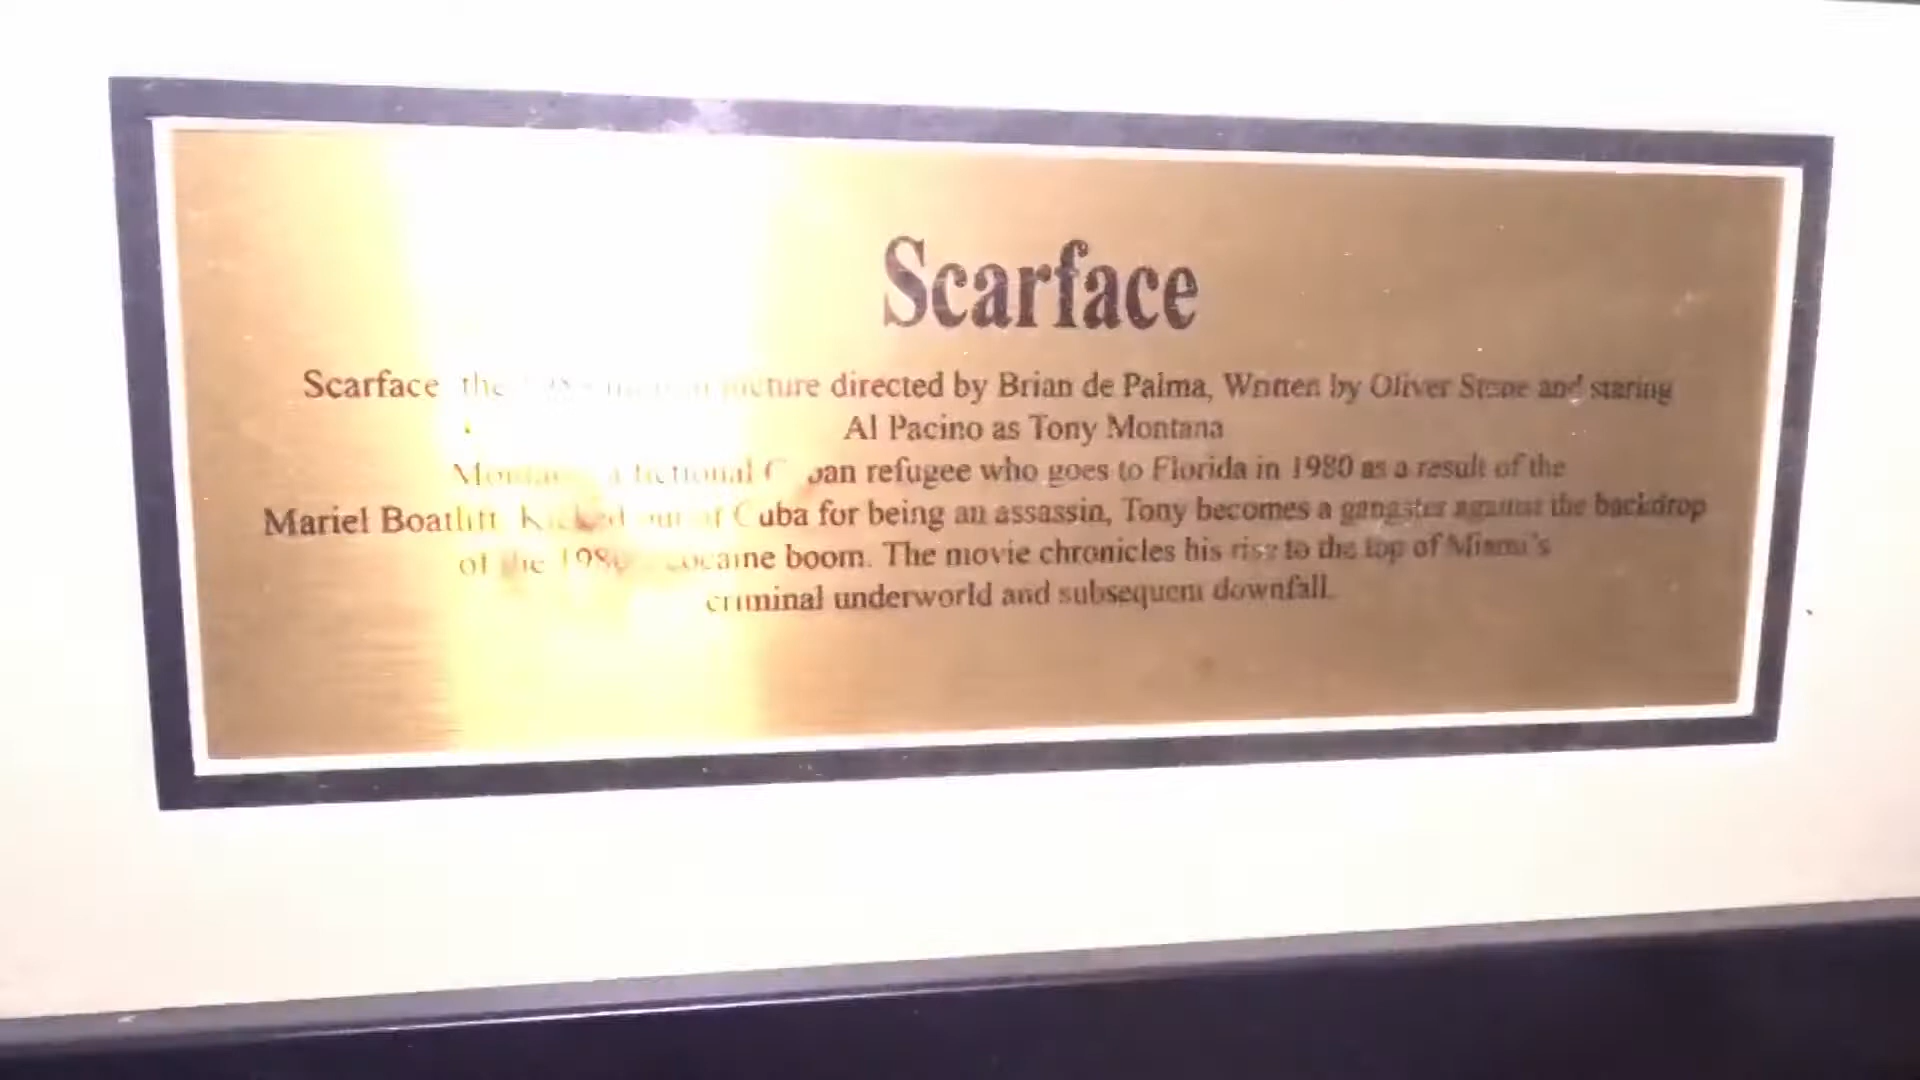 Scarface
Scarface the picture directed by Brian de Palma, Written by Oliver Stone and staring
Al Pacino as Tony Montana
a fictional refugee who goes to Florida in 1980 as a result of the
Mariel Boatlift Kicked out of Cuba for being an assassin, Tony becomes a gangster against the backdrop
of the cocaine boom. The movie chronicles his rise to the top of Miami's
criminal underworld and subsequent downfall.